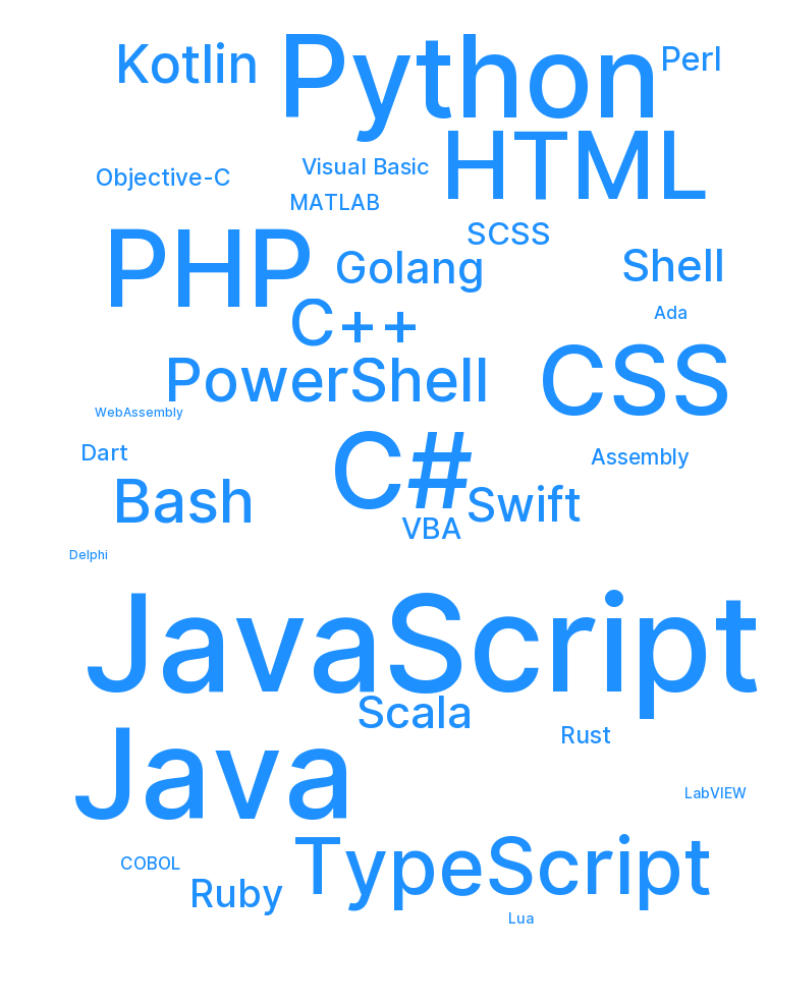 Kotlin
Python
Perl
HTML
Visual Basic
Objective-C
MATLAB
SCSS
PHP
Golang
Shell
Ada
C++
PowerShell
CSS
WebAssembly
Dart
C#
Assembly
Bash
Swift
VBA
Delphi
JavaScript
Scala
Rust
Java
LabVIEW
COBOL
TypeScript
Ruby
Lua